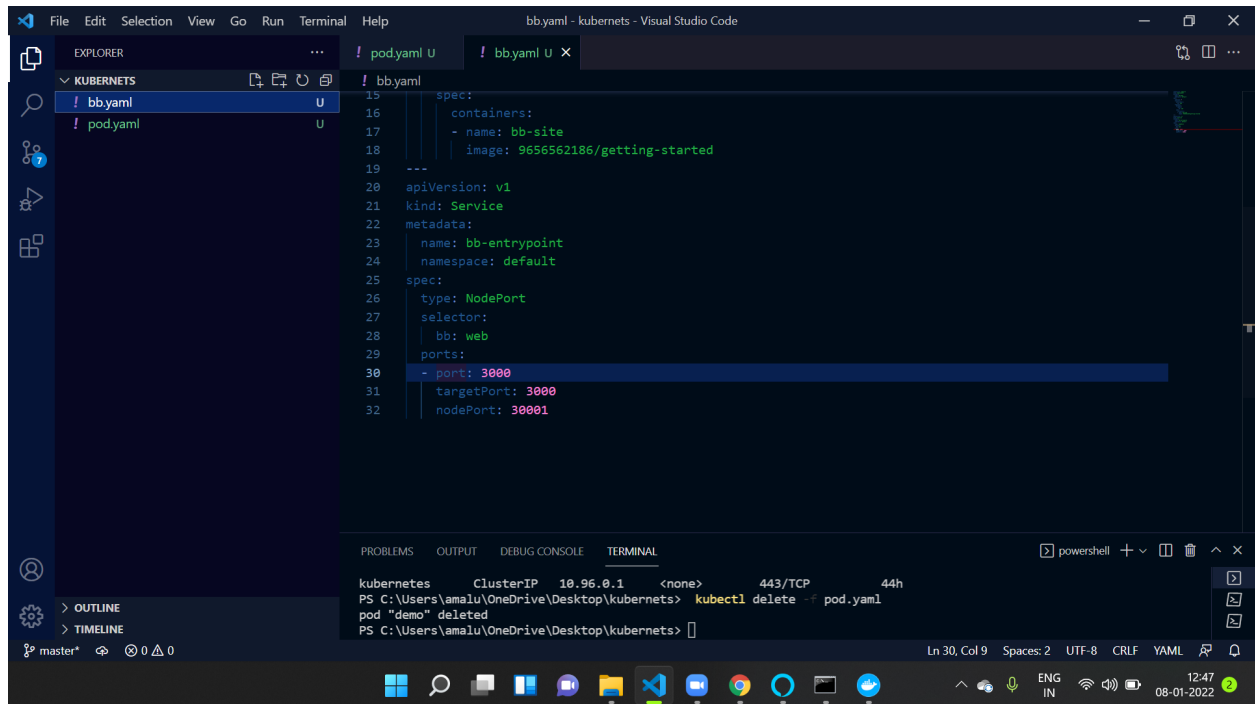 File Edit Selection View Go Run Terminal Help bb.yaml - kubernets - Visual Studio Code
EXPLORER
KUBERNETS
! bb.yaml U
! pod.yaml U
OUTLINE
TIMELINE
! pod.yaml U ! bb.yaml U
! bb.yaml
15 spec:
16 containers:
17 - name: bb-site
18 image: 9656562186/getting-started
19 ---
20 apiVersion: v1
21 kind: Service
22 metadata:
23 name: bb-entrypoint
24 namespace: default
25 spec:
26 type: NodePort
27 selector:
28 bb: web
29 ports:
30 - port: 3000
31 targetPort: 3000
32 nodePort: 30001
PROBLEMS OUTPUT DEBUG CONSOLE TERMINAL powershell
kubernetes ClusterIP 10.96.0.1 <none> 443/TCP 44h
PS C:\Users\amalu\OneDrive\Desktop\kubernets> kubectl delete -f pod.yaml
pod "demo" deleted
PS C:\Users\amalu\OneDrive\Desktop\kubernets>
7
master* 0 0 Ln 30, Col 9 Spaces: 2 UTF-8 CRLF YAML
ENG
IN
12:47
08-01-2022
2